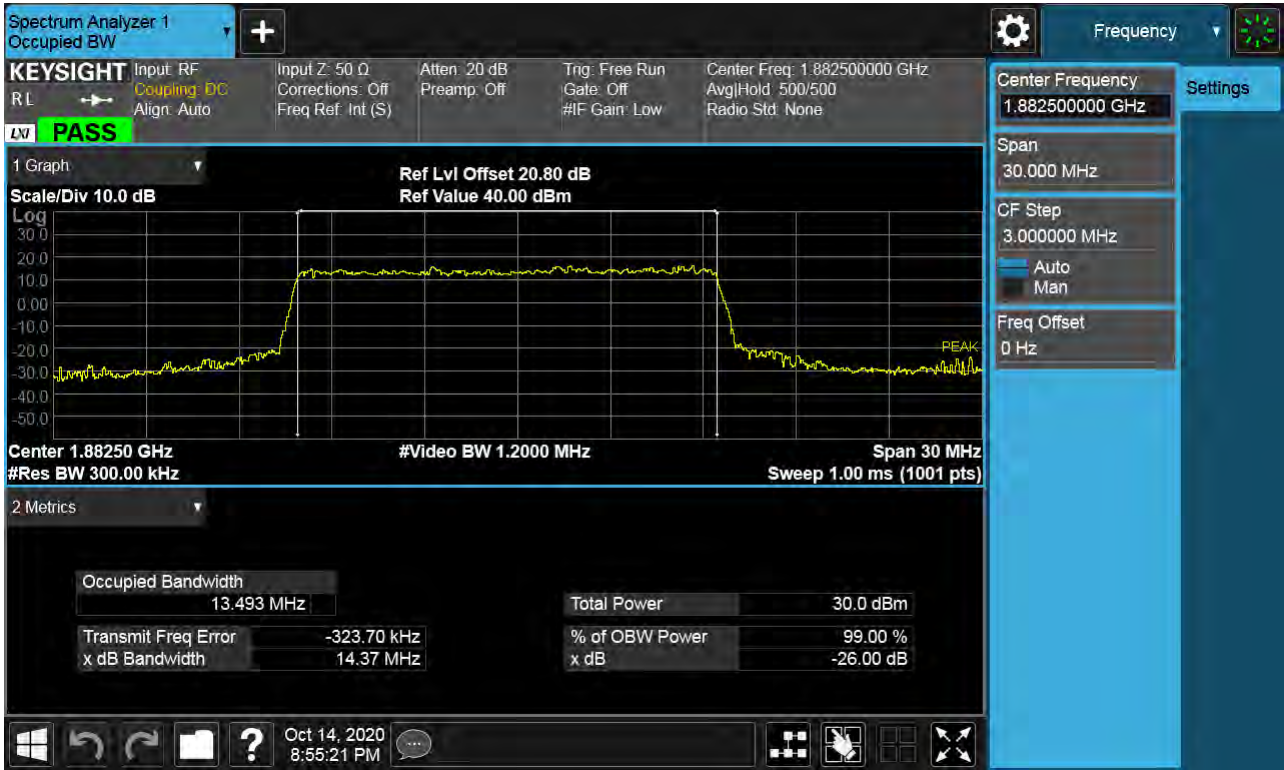 Spectrum Analyzer 1
Occupied BW
Frequency
KEYSIGHT
RL
LXI
PASS
Input: RF
Coupling: DC
Align: Auto
Input Z: 50 Ω
Corrections: Off
Freq Ref: Int (S)
Atten: 20 dB
Preamp: Off
Trig: Free Run
Gate: Off
#IF Gain: Low
Center Freq: 1.882500000 GHz
Avg|Hold: 500/500
Radio Std: None
Center Frequency
1.882500000 GHz
Settings
Span
30.000 MHz
CF Step
3.000000 MHz
Auto
Man
Freq Offset
0 Hz
1 Graph
Scale/Div 10.0 dB
Ref Lvl Offset 20.80 dB
Ref Value 40.00 dBm
Log
30.0
20.0
10.0
0.00
-10.0
-20.0
-30.0
-40.0
-50.0
PEAK
Center 1.88250 GHz
#Video BW 1.2000 MHz
Span 30 MHz
#Res BW 300.00 kHz
Sweep 1.00 ms (1001 pts)
2 Metrics
Occupied Bandwidth
13.493 MHz
Total Power 30.0 dBm
Transmit Freq Error -323.70 kHz
% of OBW Power 99.00 %
x dB Bandwidth 14.37 MHz
x dB -26.00 dB
?
Oct 14, 2020
8:55:21 PM